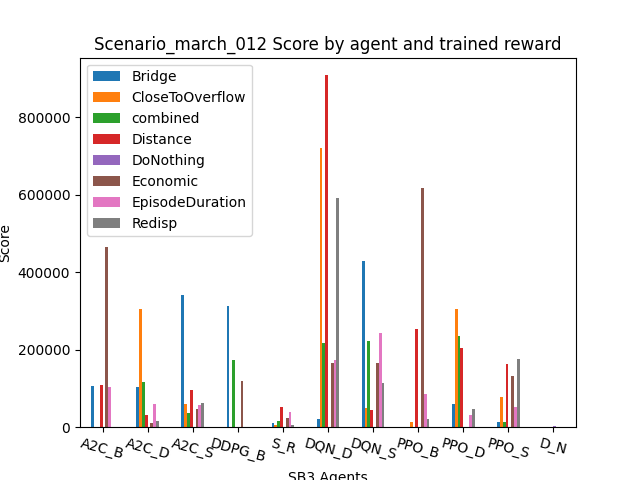 Scenario_march_012 Score by agent and trained reward
Bridge
CloseToOverflow
combined
Distance
DoNothing
Economic
EpisodeDuration
Redisp
800000
600000
400000
200000
0
Score
A2C_B A2C_D A2C_S DDPG_B S_R DQN_D DQN_S PPO_B PPO_D PPO_S D_N
SB3 Agents